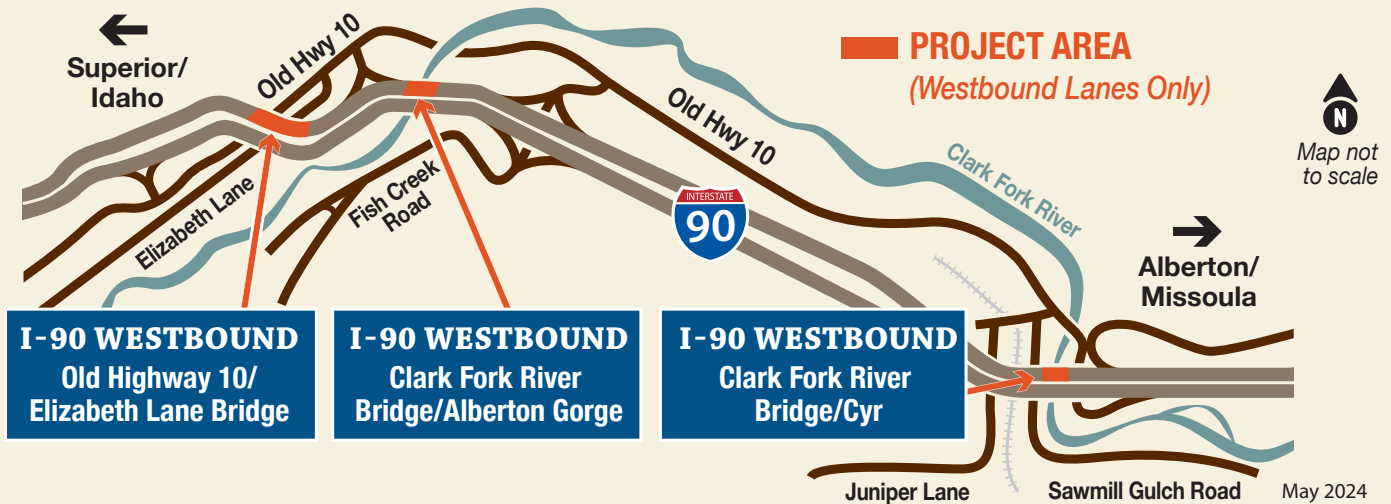 Superior/
Idaho
Old Hwy 10
PROJECT AREA
(Westbound Lanes Only)
N
Map not
to scale
Old Hwy 10
Clark Fork River
Elizabeth Lane
Fish Creek
Road
INTERSTATE
90
Alberton/
Missoula
I-90 WESTBOUND
Old Highway 10/
Elizabeth Lane Bridge
I-90 WESTBOUND
Clark Fork River
Bridge/Alberton Gorge
I-90 WESTBOUND
Clark Fork River
Bridge/Cyr
Juniper Lane
Sawmill Gulch Road
May 2024